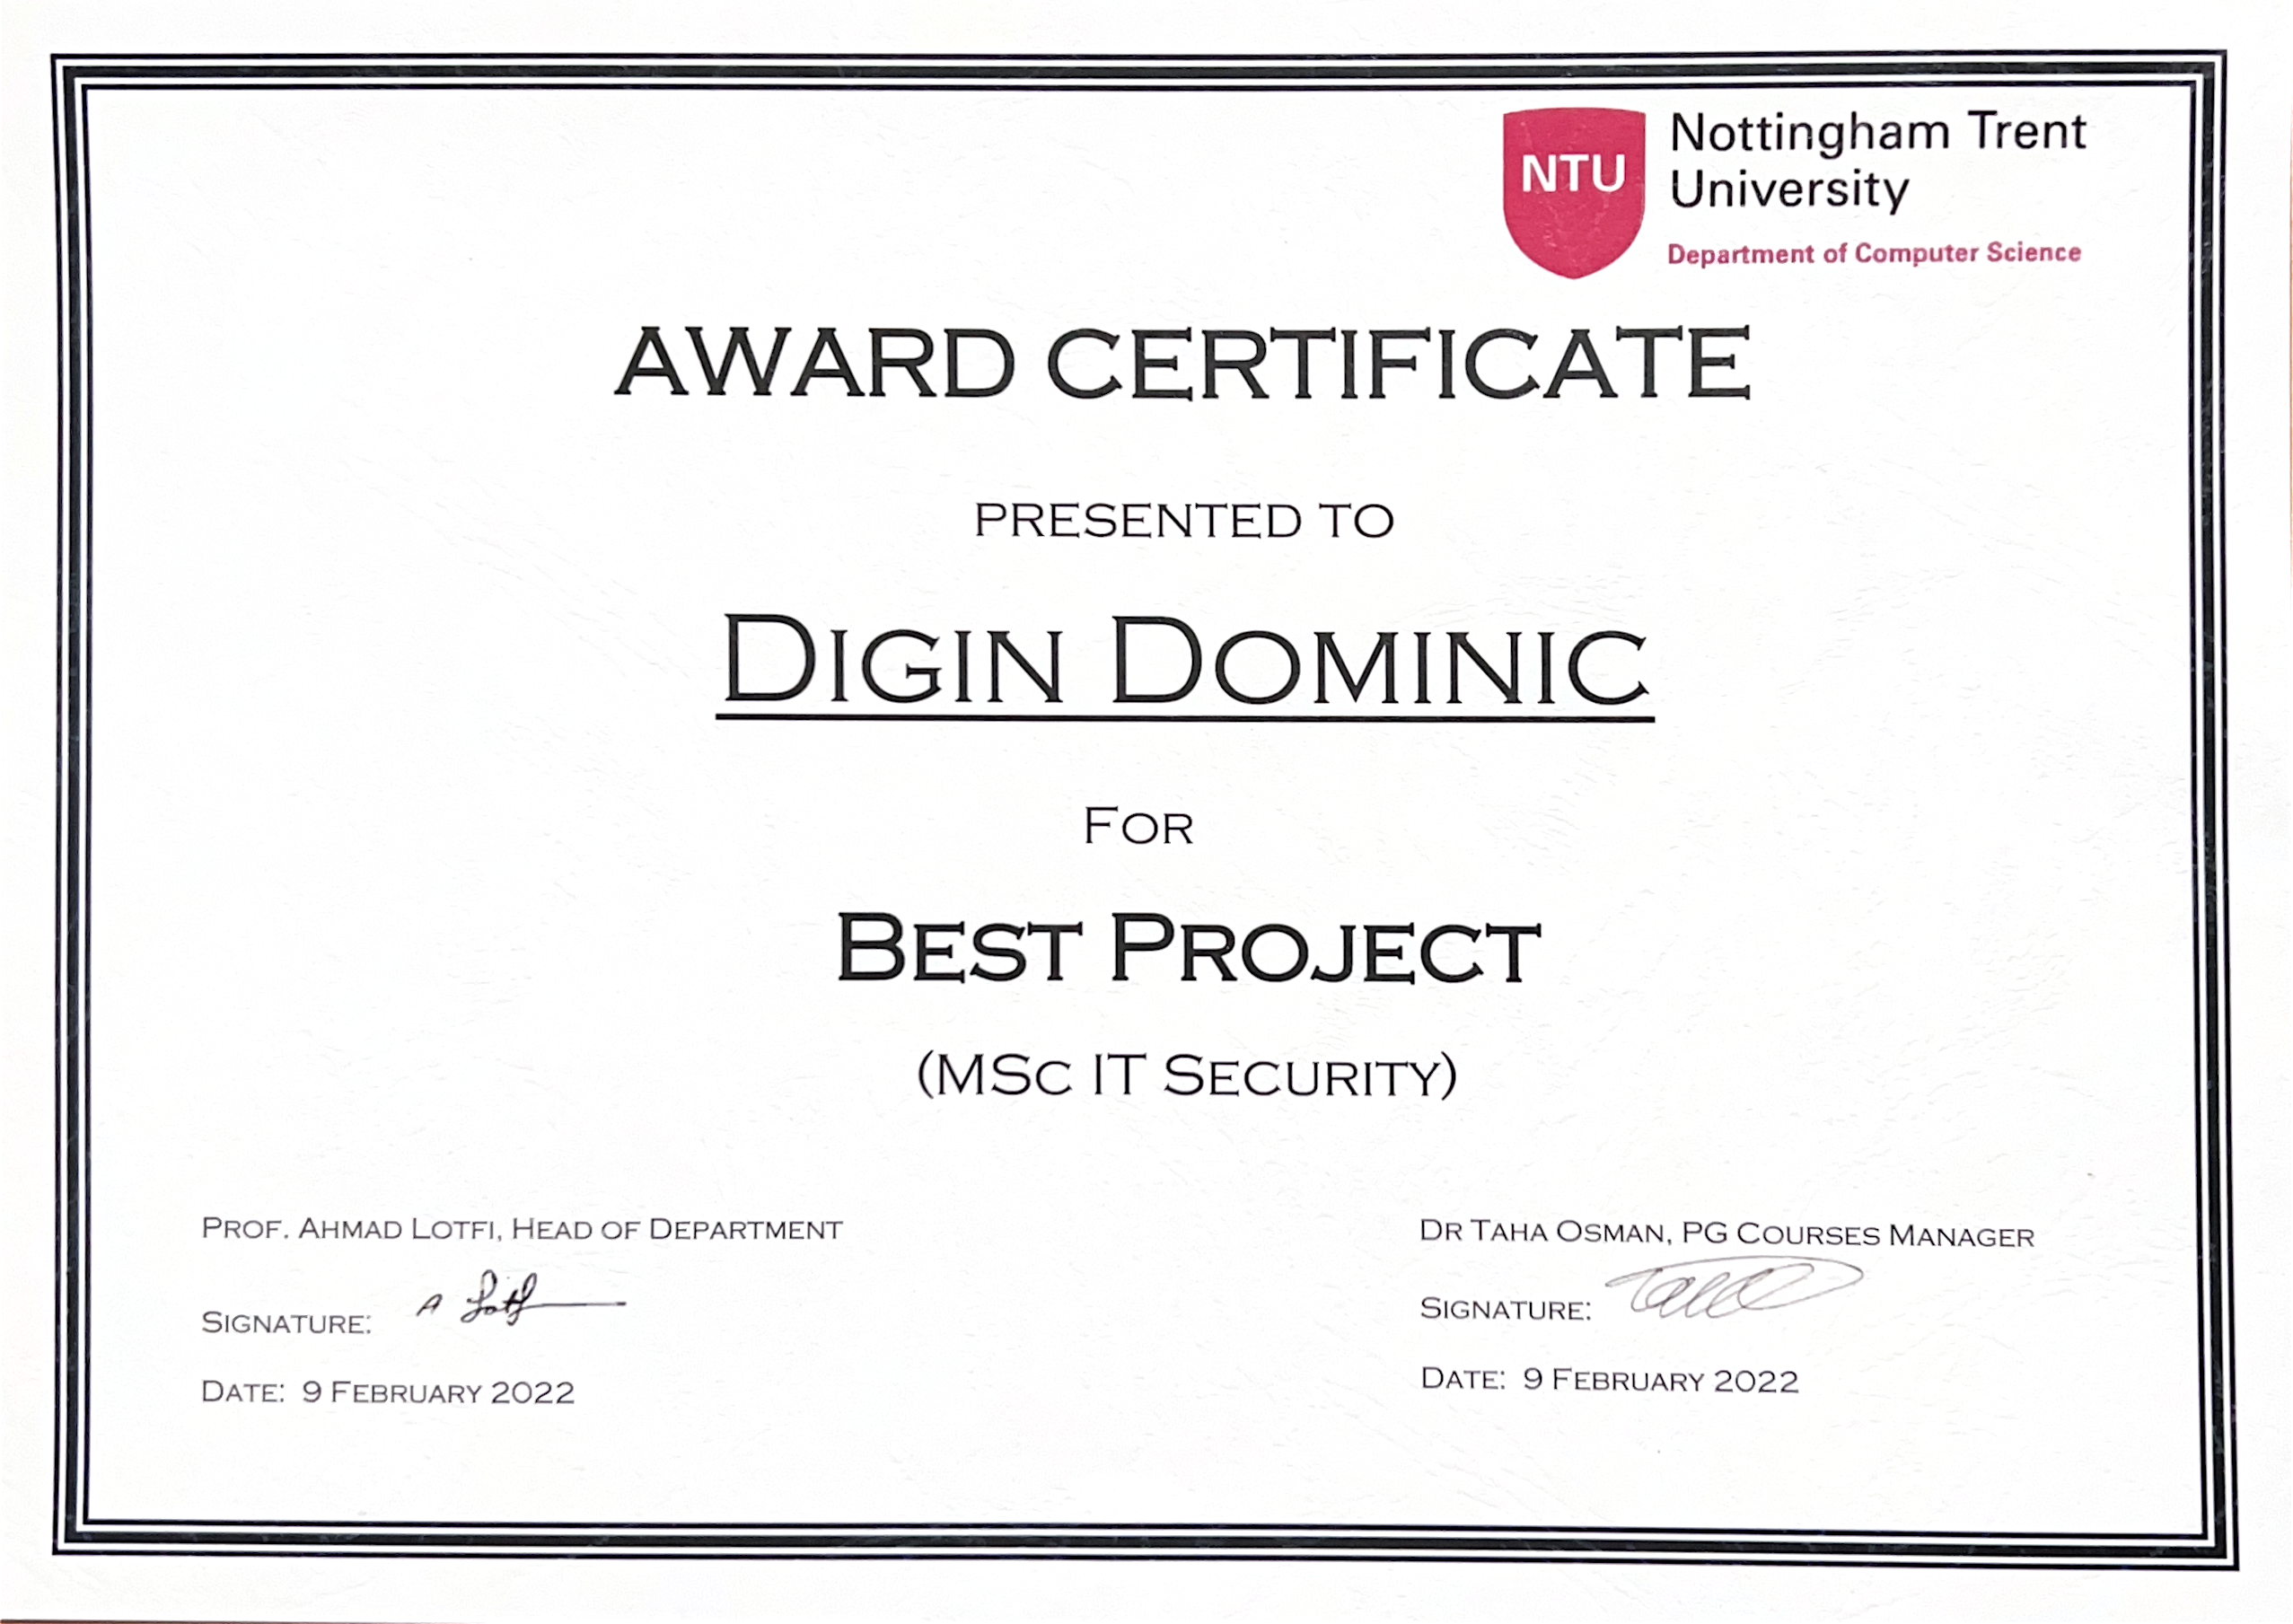 NTU
Nottingham Trent
University
Department of Computer Science
AWARD CERTIFICATE
PRESENTED TO
DIGIN DOMINIC
FOR
BEST PROJECT
(MSC IT SECURITY)
PROF. AHMAD LOTFI, HEAD OF DEPARTMENT
SIGNATURE: A Lotf
DATE: 9 FEBRUARY 2022
DR TAHA OSMAN, PG COURSES MANAGER
SIGNATURE:
DATE: 9 FEBRUARY 2022